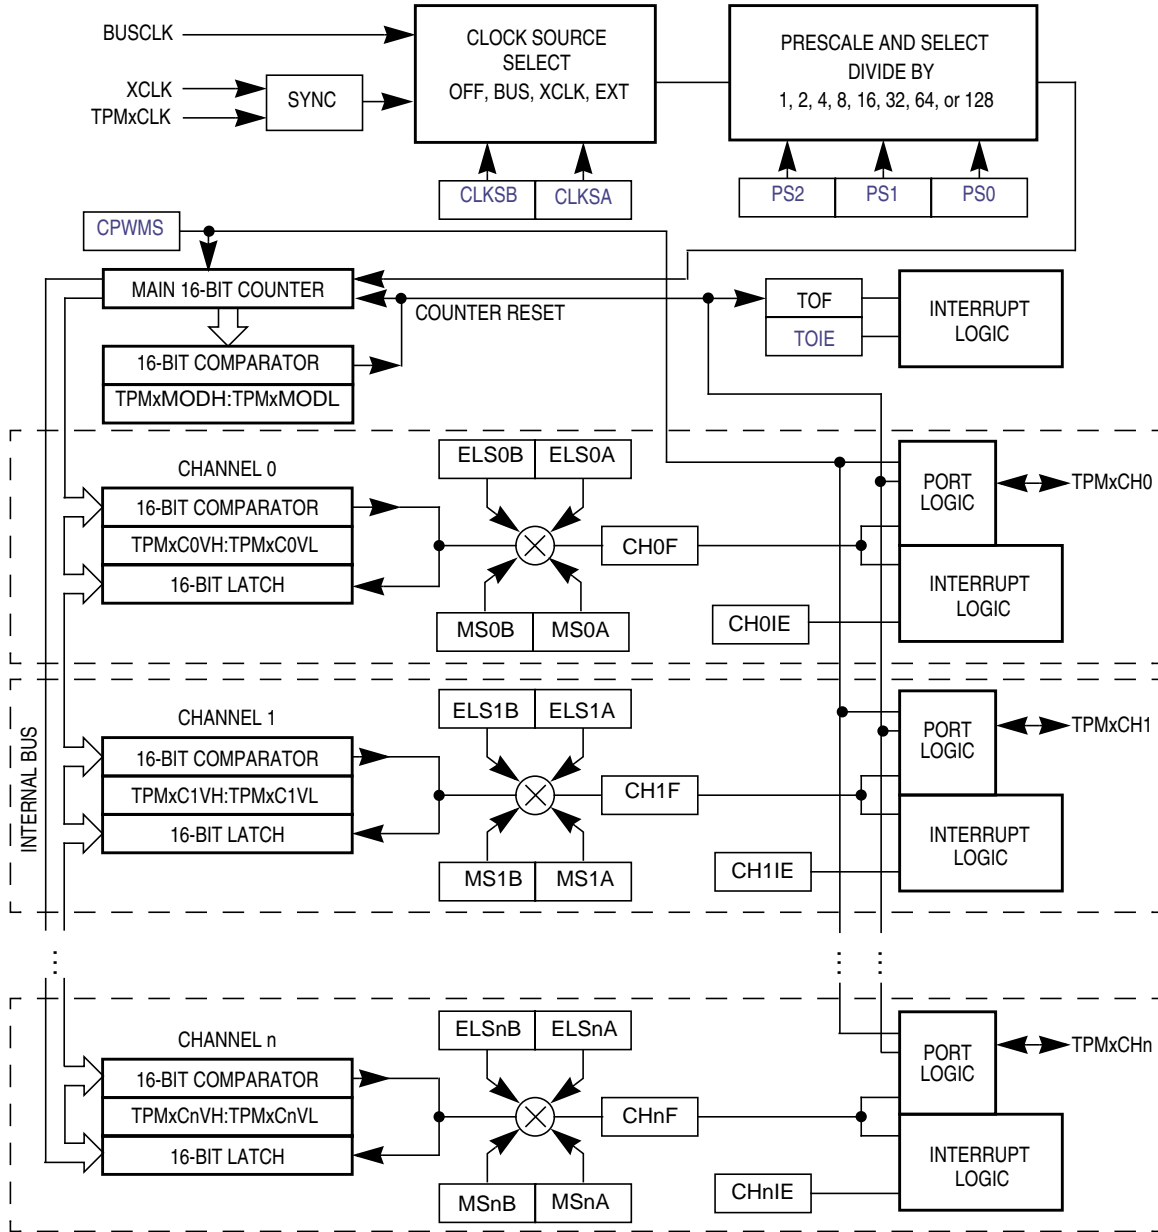 BUSCLK
XCLK
TPMxCLK
SYNC
CLOCK SOURCE
SELECT
OFF, BUS, XCLK, EXT
PRESCALE AND SELECT
DIVIDE BY
1, 2, 4, 8, 16, 32, 64, or 128
CLKSB
CLKSA
PS2
PS1
PS0
CPWMS
MAIN 16-BIT COUNTER
COUNTER RESET
TOF
TOIE
INTERRUPT
LOGIC
16-BIT COMPARATOR
TPMxMODH:TPMxMODL
CHANNEL 0
16-BIT COMPARATOR
TPMxC0VH:TPMxC0VL
16-BIT LATCH
ELS0B
ELS0A
MS0B
MS0A
CH0F
CH0IE
PORT
LOGIC
INTERRUPT
LOGIC
TPMxCH0
INTERNAL BUS
CHANNEL 1
16-BIT COMPARATOR
TPMxC1VH:TPMxC1VL
16-BIT LATCH
ELS1B
ELS1A
MS1B
MS1A
CH1F
CH1IE
PORT
LOGIC
INTERRUPT
LOGIC
TPMxCH1
...
...
...
CHANNEL n
16-BIT COMPARATOR
TPMxCnVH:TPMxCnVL
16-BIT LATCH
ELSnB
ELSnA
MSnB
MSnA
CHnF
CHnIE
PORT
LOGIC
INTERRUPT
LOGIC
TPMxCHn